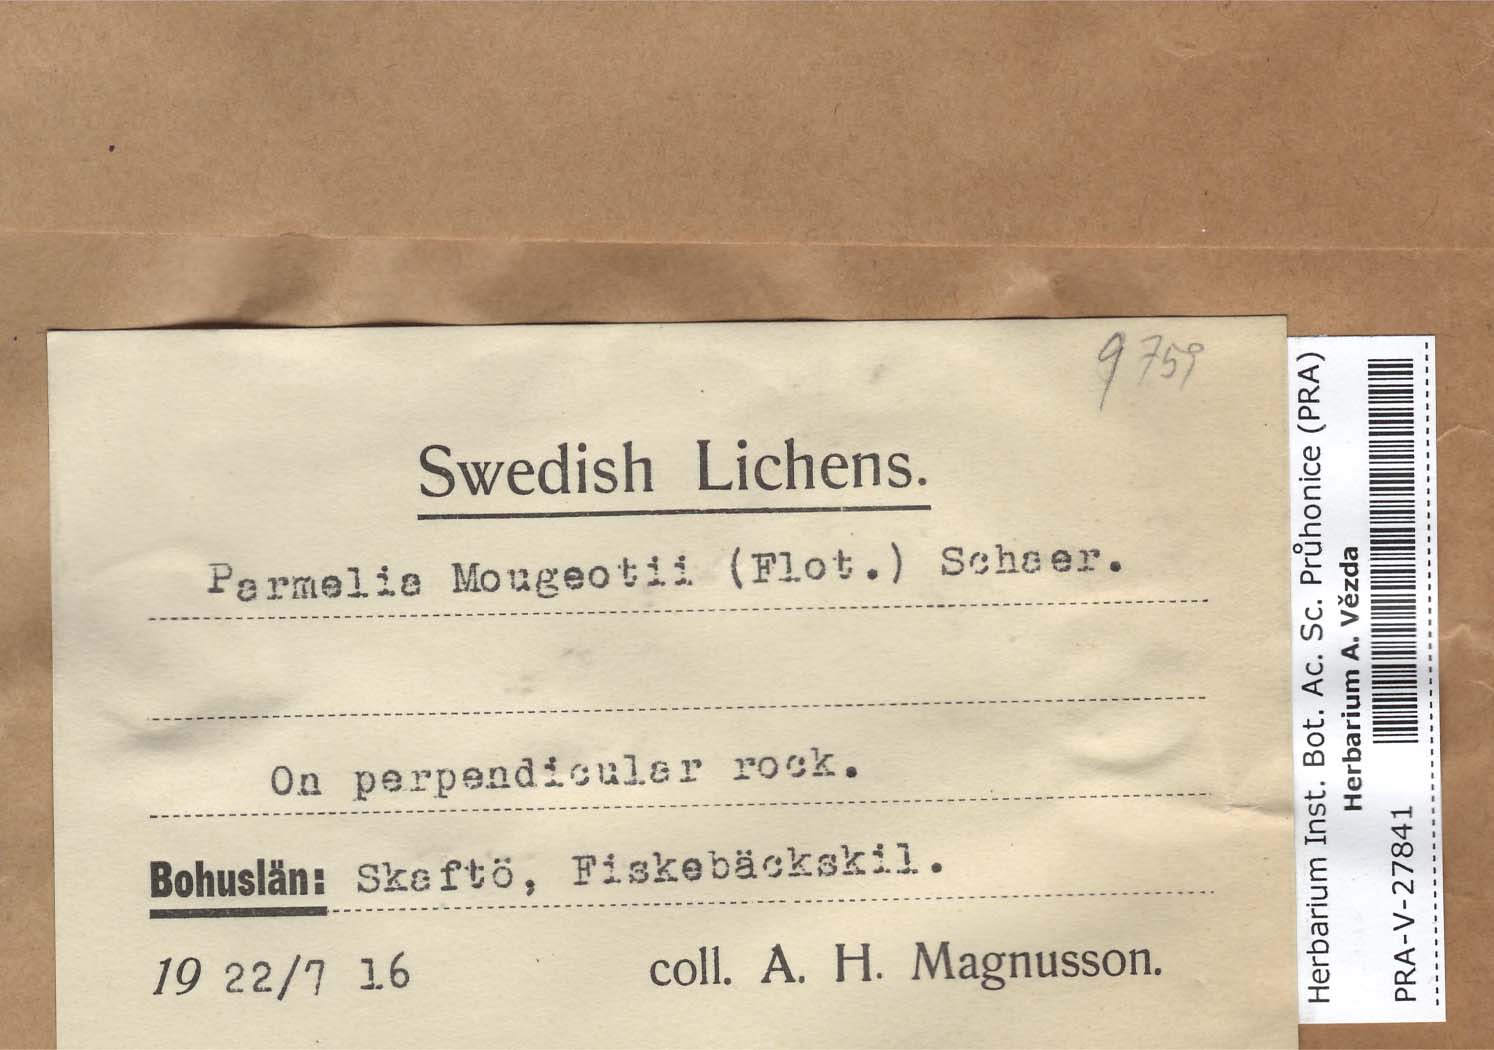 9759
Swedish Lichens.
Parmelia Mougeotii (Flot.) Schaer.
On perpendicular rock.
Bohuslän: Skaftö, Fiskebäckskil.
19 22/7 16
coll. A. H. Magnusson.
Herbarium Inst. Bot. Ac. Sc. Průhonice (PRA)
Herbarium A. Vězda
PRA-V-27841